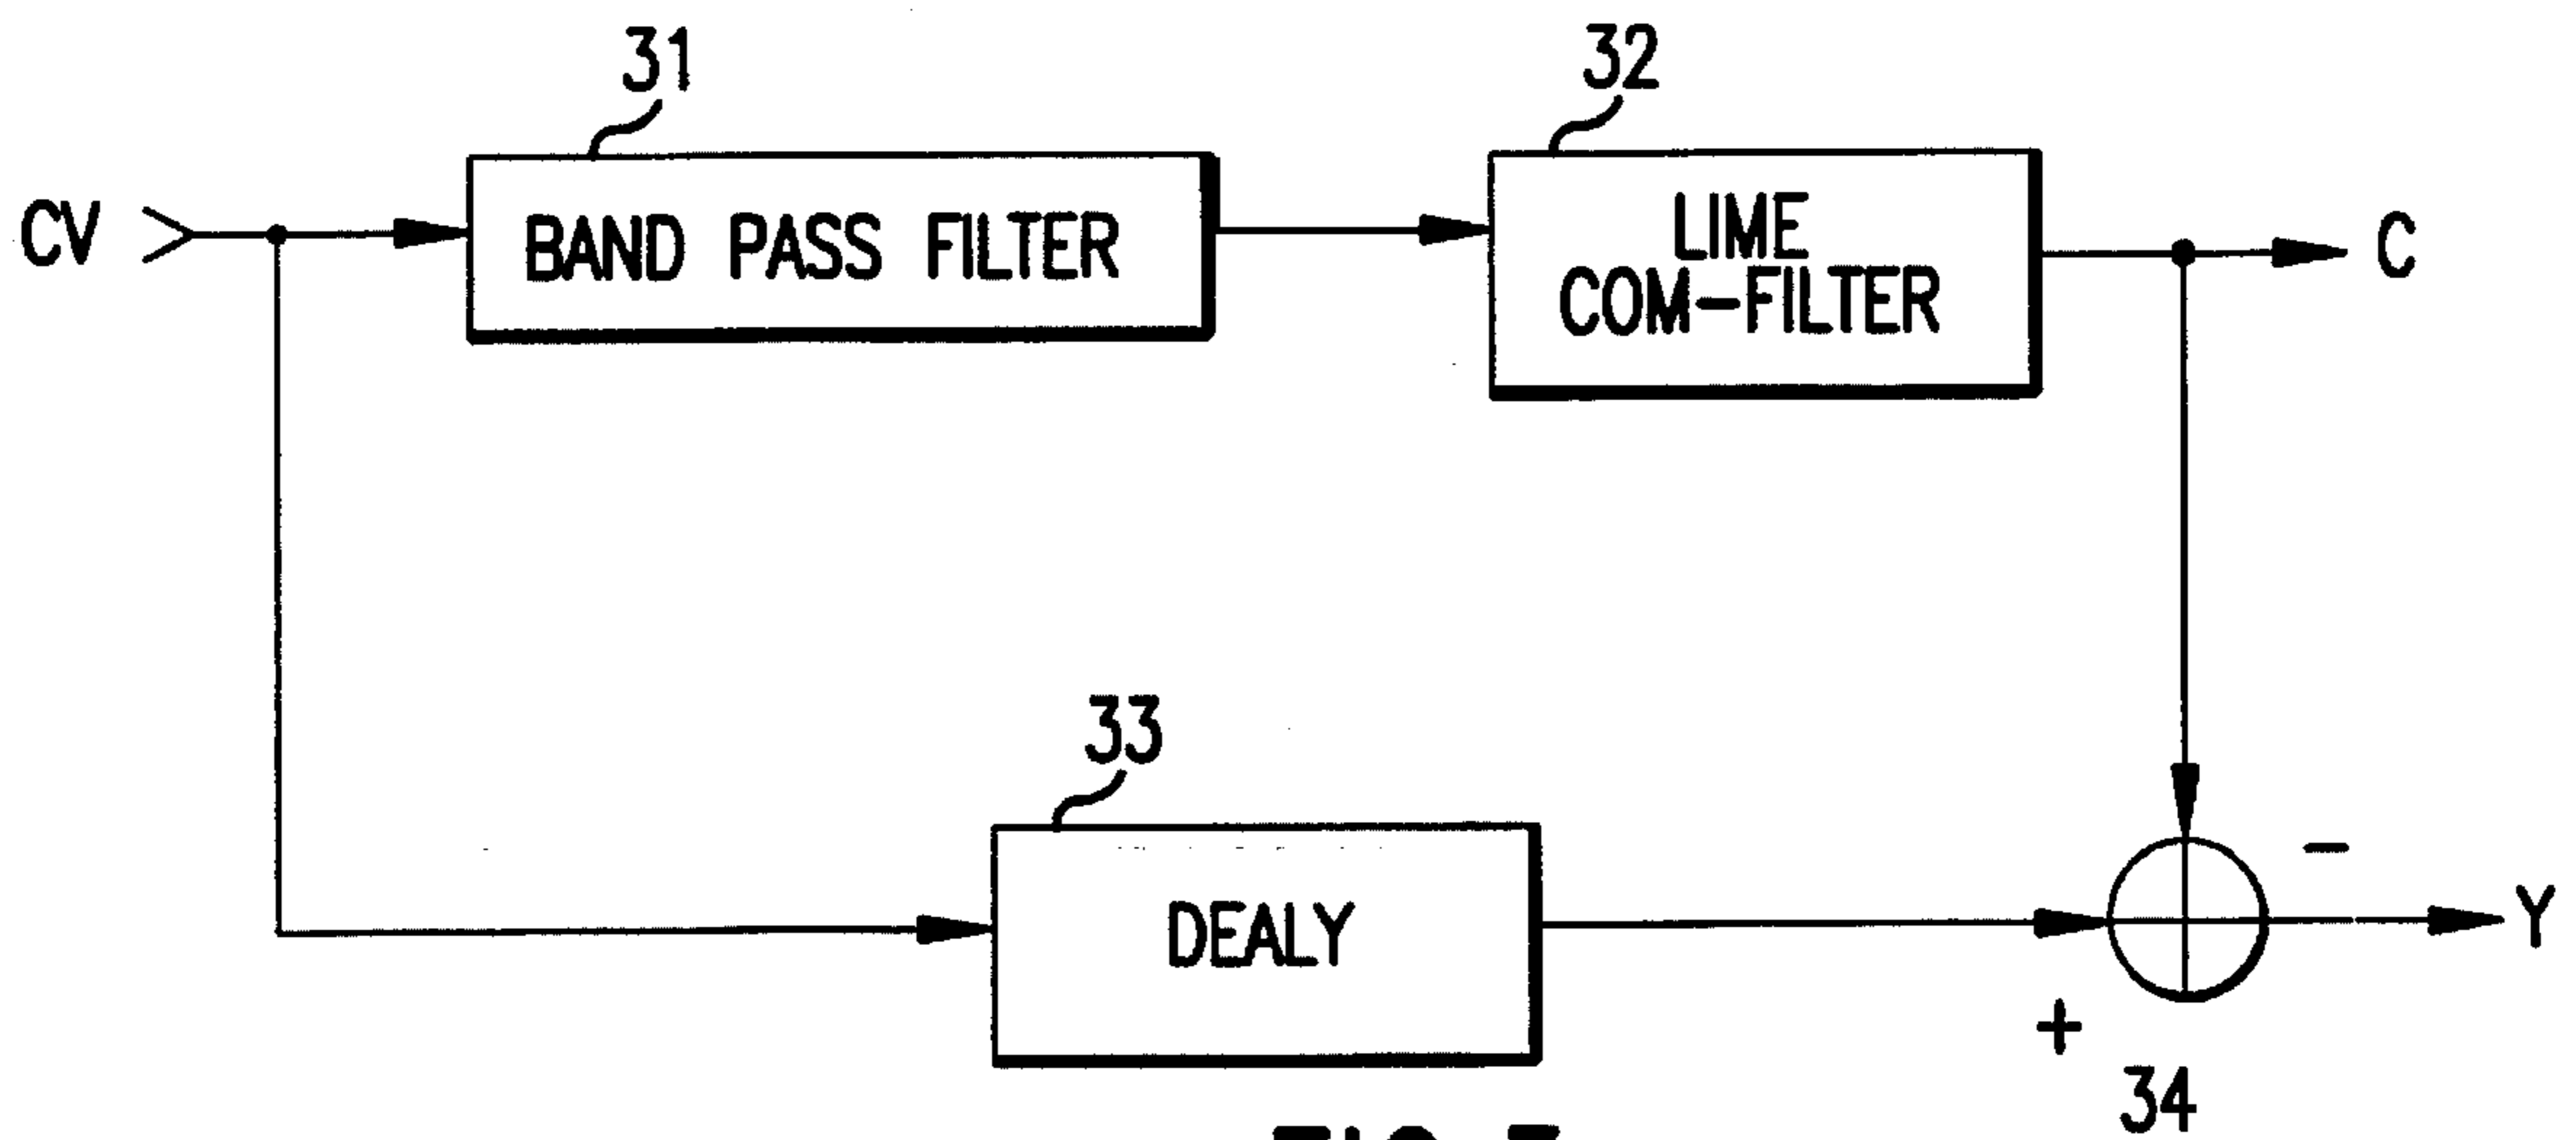 31
32
CV
BAND PASS FILTER
LIME
COM-FILTER
C
33
DEALY
-
Y
+
34